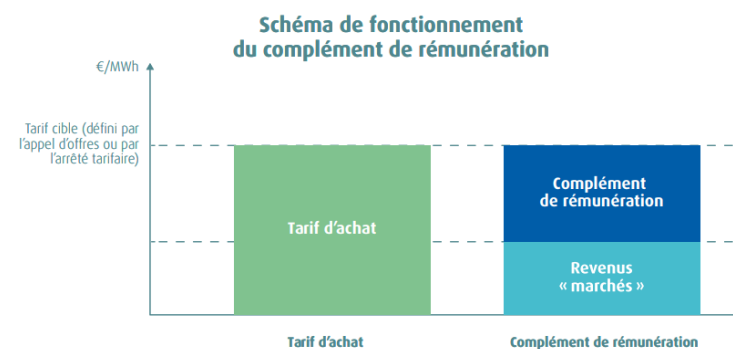 Schéma de fonctionnement
du complément de rémunération
€/MWh
Tarif cible (défini par
l'appel d'offres ou par
l'arrêté tarifaire)
Tarif d'achat
Complément
de rémunération
Revenus
« marchés »
Tarif d'achat
Complément de rémunération